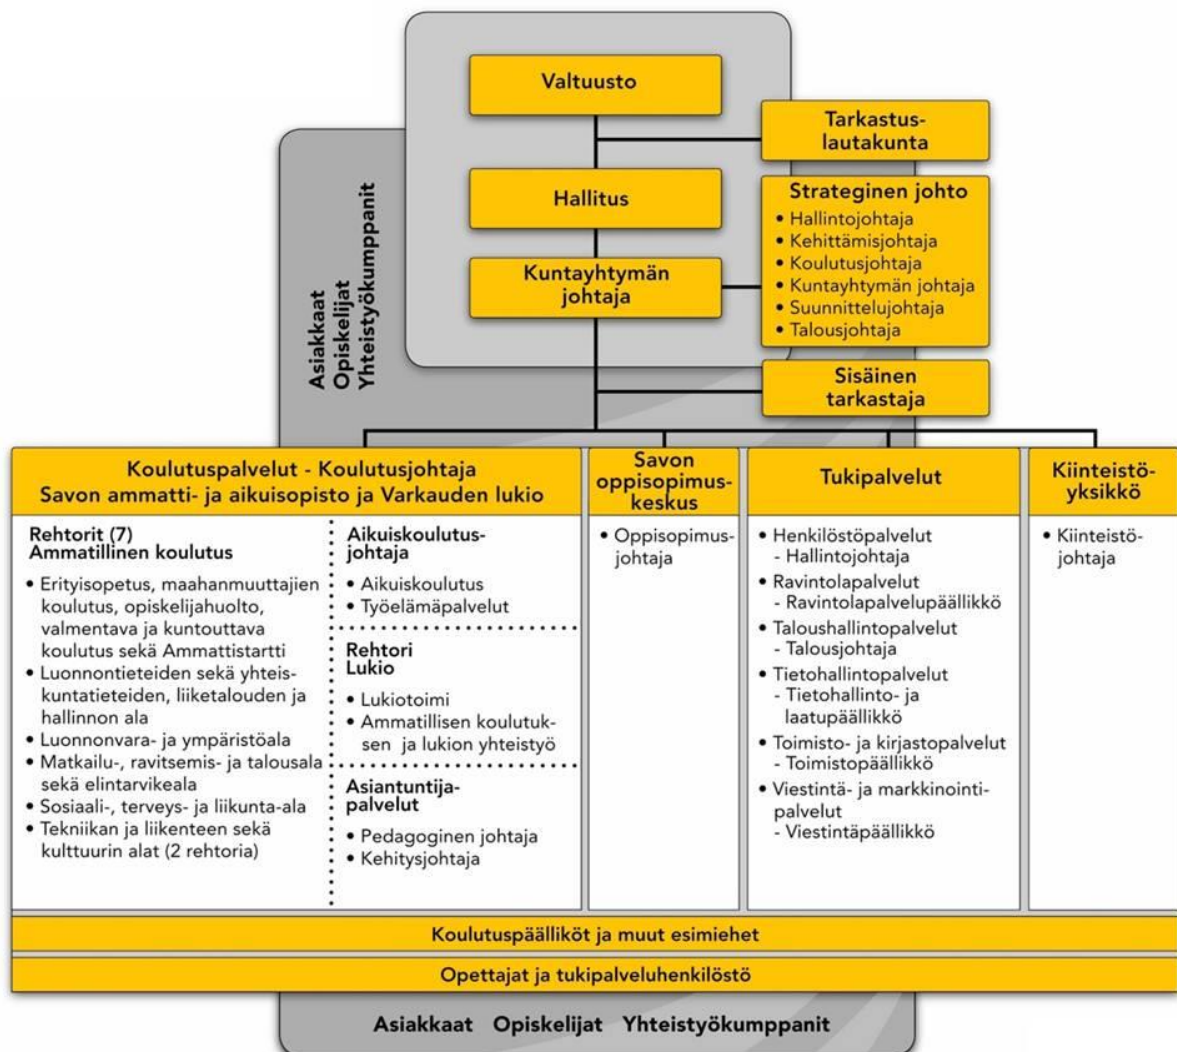 Valtuusto
Tarkastus-
lautakunta
Hallitus
Strateginen johto
• Hallintojohtaja
• Kehittämisjohtaja
• Koulutusjohtaja
• Kuntayhtymän johtaja
• Suunnittelujohtaja
• Talousjohtaja
Kuntayhtymän
johtaja
Asiakkaat
Opiskelijat
Yhteistyökumppanit
Sisäinen
tarkastaja
Koulutuspalvelut - Koulutusjohtaja
Savon ammatti- ja aikuisopisto ja Varkauden lukio
Rehtorit (7)
Ammatillinen koulutus
• Erityisopetus, maahanmuuttajien
koulutus, opiskelijahuolto,
valmentava ja kuntouttava
koulutus sekä Ammattistartti
• Luonnontieteiden sekä yhteis-
kuntatieteiden, liiketalouden ja
hallinnon ala
• Luonnonvara- ja ympäristöala
• Matkailu-, ravitsemis- ja talousala
sekä elintarvikeala
• Sosiaali-, terveys- ja liikunta-ala
• Tekniikan ja liikenteen sekä
kulttuurin alat (2 rehtoria)
Aikuiskoulutus-
johtaja
• Aikuiskoulutus
• Työelämäpalvelut
Rehtori
Lukio
• Lukiotoimi
• Ammatillisen koulutuk-
sen ja lukion yhteistyö
Asiantuntija-
palvelut
• Pedagoginen johtaja
• Kehitysjohtaja
Savon
oppisopimus-
keskus
• Oppisopimus-
johtaja
Tukipalvelut
• Henkilöstöpalvelut
- Hallintojohtaja
• Ravintolapalvelut
- Ravintolapalvelupäällikkö
• Taloushallintopalvelut
- Talousjohtaja
• Tietohallintopalvelut
- Tietohallinto- ja
laatupäällikkö
• Toimisto- ja kirjastopalvelut
- Toimistopäällikkö
• Viestintä- ja markkinointi-
palvelut
- Viestintäpäällikkö
Kiinteistö-
yksikkö
• Kiinteistö-
johtaja
Koulutuspäälliköt ja muut esimiehet
Opettajat ja tukipalveluhenkilöstö
Asiakkaat Opiskelijat Yhteistyökumppanit